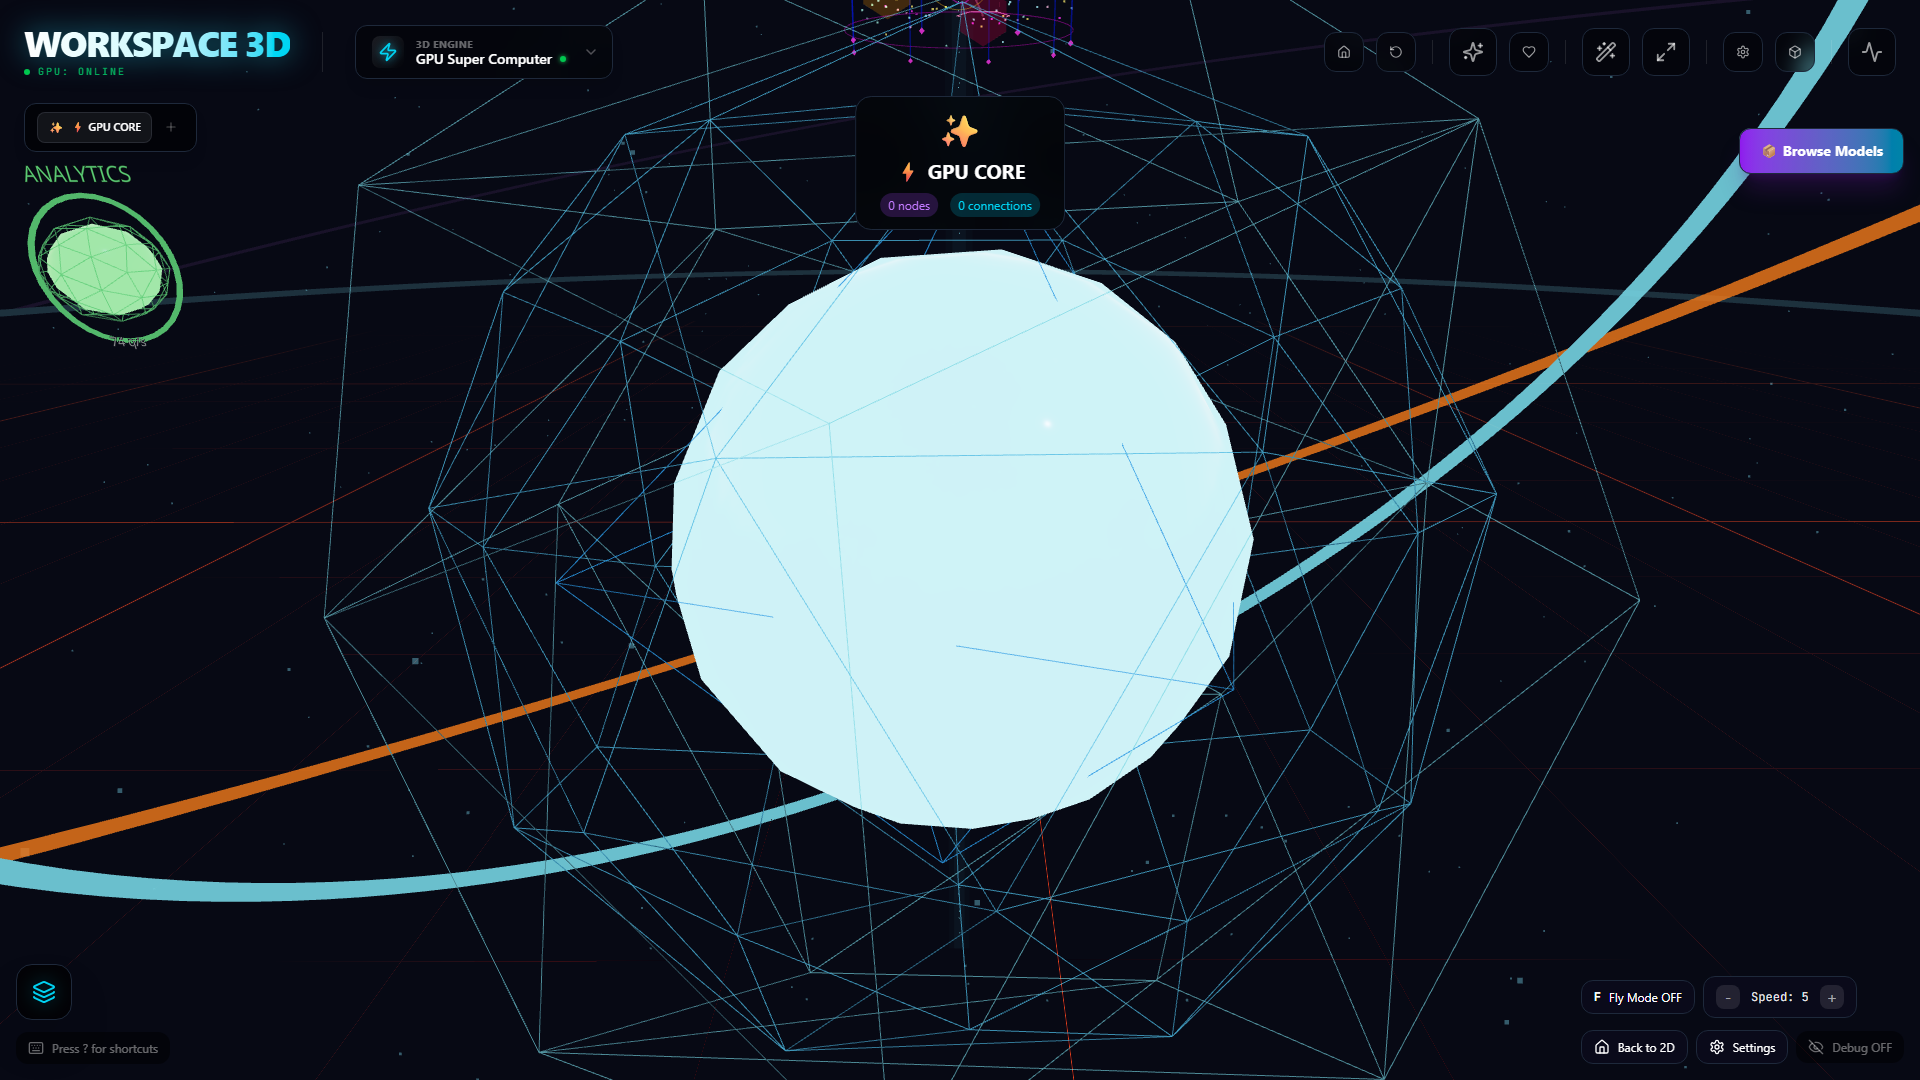 WORKSPACE 3D
GPU: ONLINE
3D ENGINE
GPU Super Computer
GPU CORE
+
ANALYTICS
GPU CORE
0 nodes
0 connections
Browse Models
F Fly Mode OFF
- Speed: 5 +
Press ? for shortcuts
Back to 2D
Settings
Debug OFF